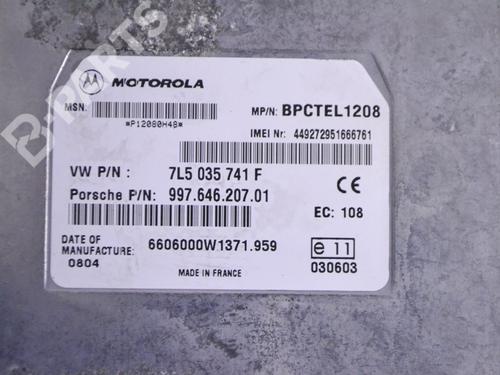 B-PARTS
MOTOROLA
MSN:
*P12080H48*
MP/N: BPCTEL1208
IMEI Nr: 449272951666761
VW P/N : 7L5 035 741 F
Porsche P/N: 997.646.207.01
EC: 108
DATE OF
MANUFACTURE: 6606000W1371.959
0804
MADE IN FRANCE
e 11
030603